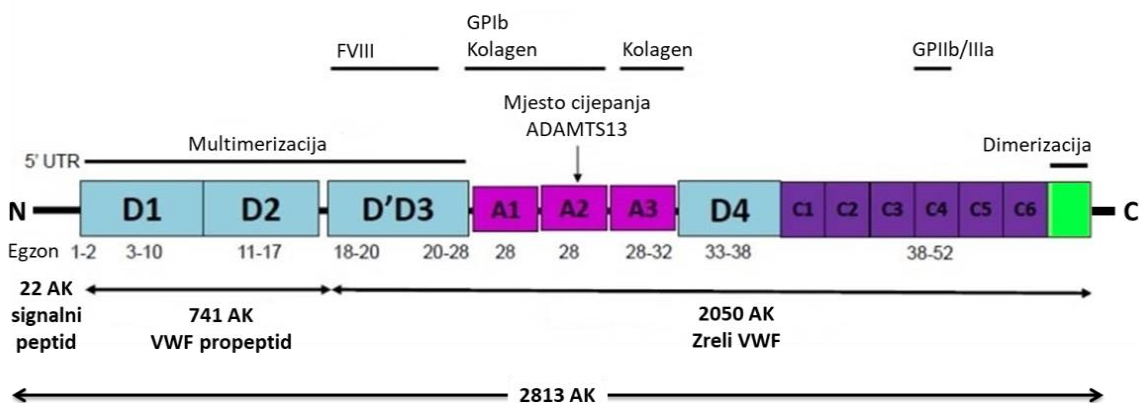 GPIb
FVIII Kolagen Kolagen GPIIb/IIIa
Mjesto cijepanja
ADAMTS13
Multimerizacija Dimerizacija
5' UTR
N D1 D2 D'D3 A1 A2 A3 D4 C1 C2 C3 C4 C5 C6 C
Egzon 1-2 3-10 11-17 18-20 20-28 28 28 28-32 33-38 38-52
22 AK
signalni
peptid
741 AK
VWF propeptid
2050 AK
Zreli VWF
2813 AK